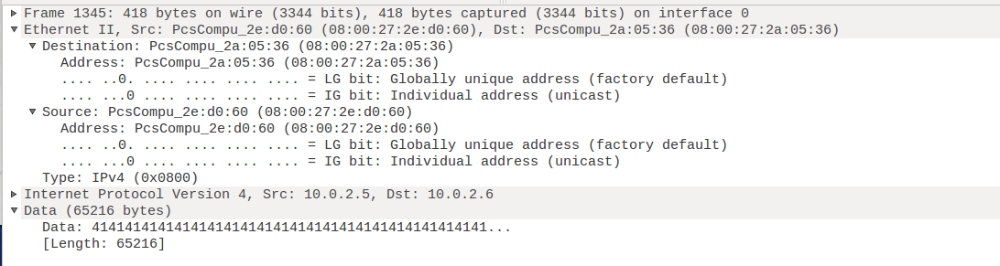 Frame 1345: 418 bytes on wire (3344 bits), 418 bytes captured (3344 bits) on interface 0
Ethernet II, Src: PcsCompu_2e:d0:60 (08:00:27:2e:d0:60), Dst: PcsCompu_2a:05:36 (08:00:27:2a:05:36)
Destination: PcsCompu_2a:05:36 (08:00:27:2a:05:36)
Address: PcsCompu_2a:05:36 (08:00:27:2a:05:36)
.... ..0. .... .... .... .... = LG bit: Globally unique address (factory default)
.... ...0 .... .... .... .... = IG bit: Individual address (unicast)
Source: PcsCompu_2e:d0:60 (08:00:27:2e:d0:60)
Address: PcsCompu_2e:d0:60 (08:00:27:2e:d0:60)
.... ..0. .... .... .... .... = LG bit: Globally unique address (factory default)
.... ...0 .... .... .... .... = IG bit: Individual address (unicast)
Type: IPv4 (0x0800)
Internet Protocol Version 4, Src: 10.0.2.5, Dst: 10.0.2.6
Data (65216 bytes)
Data: 414141414141414141414141414141414141414141414141...
[Length: 65216]